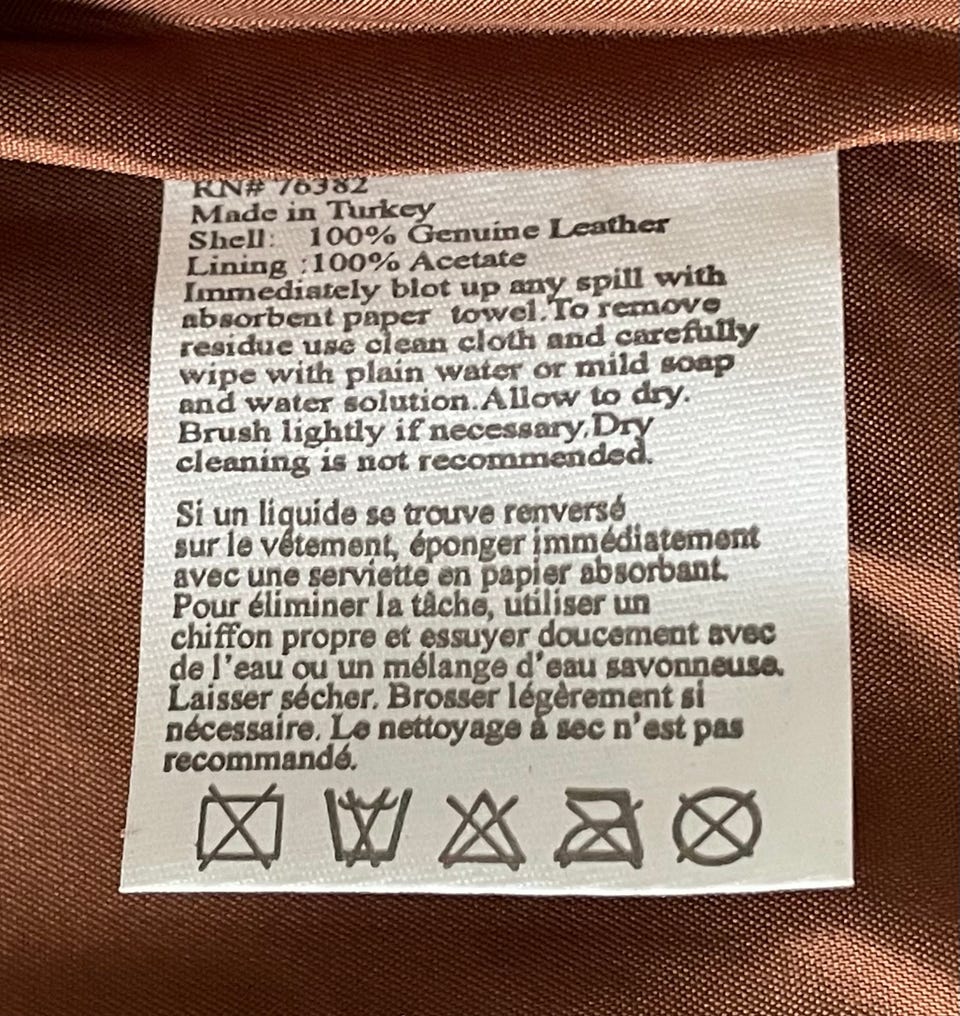 RN# 76382
Made in Turkey
Shell: 100% Genuine Leather
Lining :100% Acetate
Immediately blot up any spill with
absorbent paper towel.To remove
residue use clean cloth and carefully
wipe with plain water or mild soap
and water solution.Allow to dry.
Brush lightly if necessary.Dry
cleaning is not recommended.
Si un liquide se trouve renversé
sur le vêtement, éponger immédiatement
avec une serviette en papier absorbant.
Pour éliminer la tâche, utiliser un
chiffon propre et essuyer doucement avec
de l'eau ou un mélange d'eau savonneuse.
Laisser sécher. Brosser légèrement si
nécessaire. Le nettoyage à sec n'est pas
recommandé.